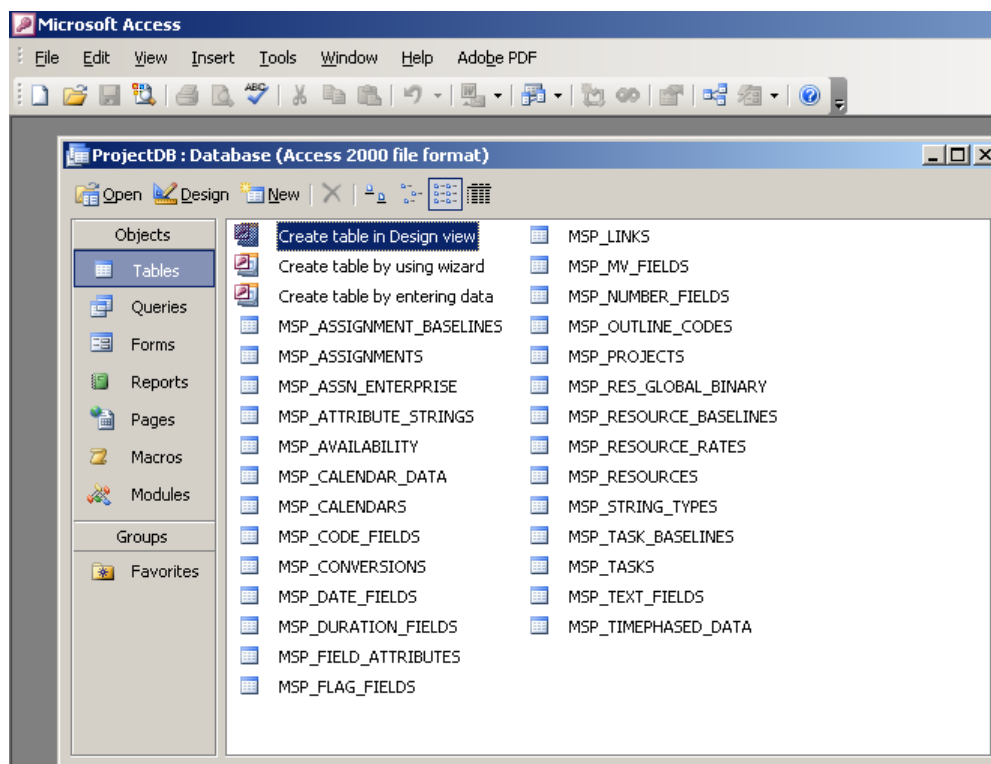 Microsoft Access
File Edit View Insert Tools Window Help Adobe PDF
ABC
ProjectDB : Database (Access 2000 file format)
Open Design New
Objects
Tables
Queries
Forms
Reports
Pages
Macros
Modules
Groups
Favorites
Create table in Design view
Create table by using wizard
Create table by entering data
MSP_ASSIGNMENT_BASELINES
MSP_ASSIGNMENTS
MSP_ASSN_ENTERPRISE
MSP_ATTRIBUTE_STRINGS
MSP_AVAILABILITY
MSP_CALENDAR_DATA
MSP_CALENDARS
MSP_CODE_FIELDS
MSP_CONVERSIONS
MSP_DATE_FIELDS
MSP_DURATION_FIELDS
MSP_FIELD_ATTRIBUTES
MSP_FLAG_FIELDS
MSP_LINKS
MSP_MV_FIELDS
MSP_NUMBER_FIELDS
MSP_OUTLINE_CODES
MSP_PROJECTS
MSP_RES_GLOBAL_BINARY
MSP_RESOURCE_BASELINES
MSP_RESOURCE_RATES
MSP_RESOURCES
MSP_STRING_TYPES
MSP_TASK_BASELINES
MSP_TASKS
MSP_TEXT_FIELDS
MSP_TIMEPHASED_DATA